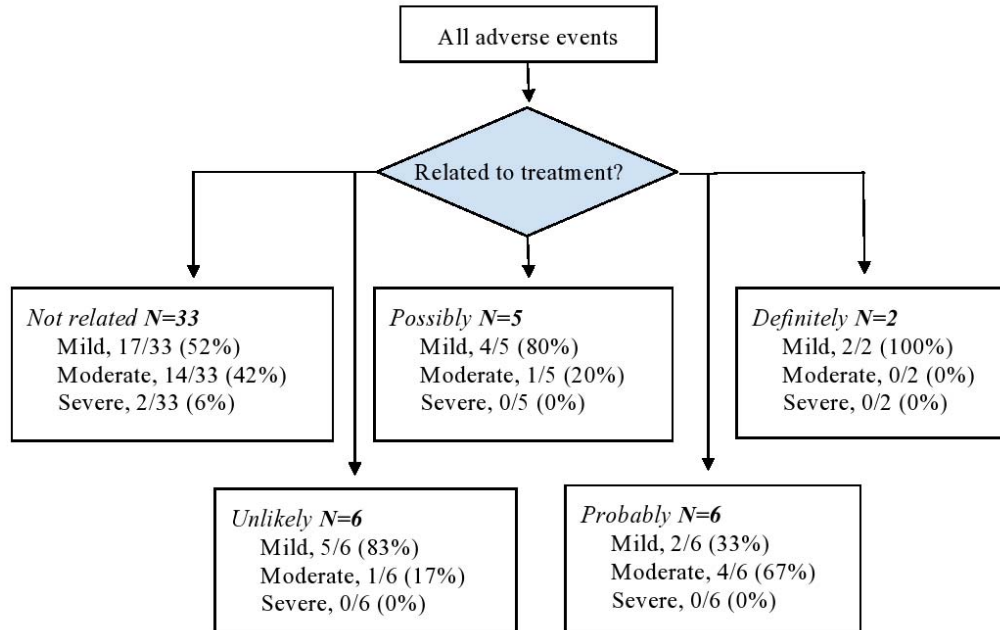 All adverse events
Related to treatment?
Not related N=33
Mild, 17/33 (52%)
Moderate, 14/33 (42%)
Severe, 2/33 (6%)
Possibly N=5
Mild, 4/5 (80%)
Moderate, 1/5 (20%)
Severe, 0/5 (0%)
Definitely N=2
Mild, 2/2 (100%)
Moderate, 0/2 (0%)
Severe, 0/2 (0%)
Unlikely N=6
Mild, 5/6 (83%)
Moderate, 1/6 (17%)
Severe, 0/6 (0%)
Probably N=6
Mild, 2/6 (33%)
Moderate, 4/6 (67%)
Severe, 0/6 (0%)